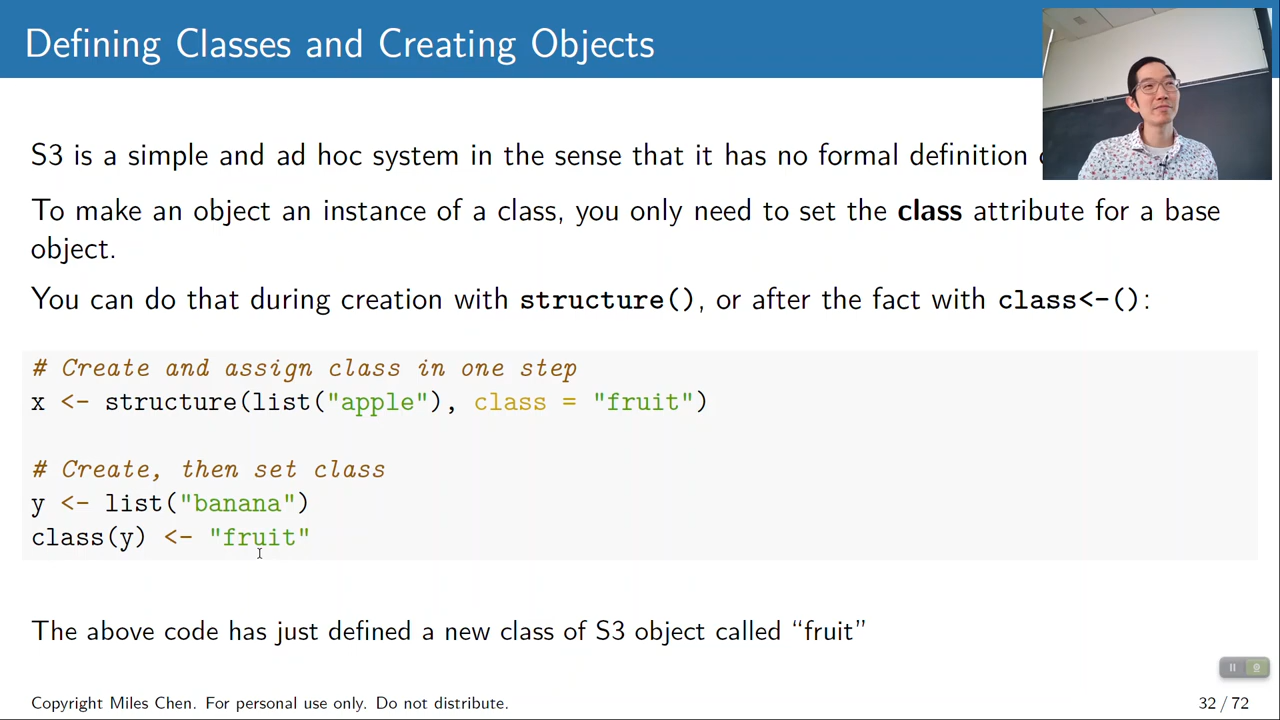 Defining Classes and Creating Objects
S3 is a simple and ad hoc system in the sense that it has no formal definition
To make an object an instance of a class, you only need to set the class attribute for a base
object.
You can do that during creation with structure(), or after the fact with class<-():
# Create and assign class in one step
x <- structure(list("apple"), class = "fruit")
# Create, then set class
y <- list("banana")
class(y) <- "fruit"
The above code has just defined a new class of S3 object called “fruit”
Copyright Miles Chen. For personal use only. Do not distribute.
32 / 72